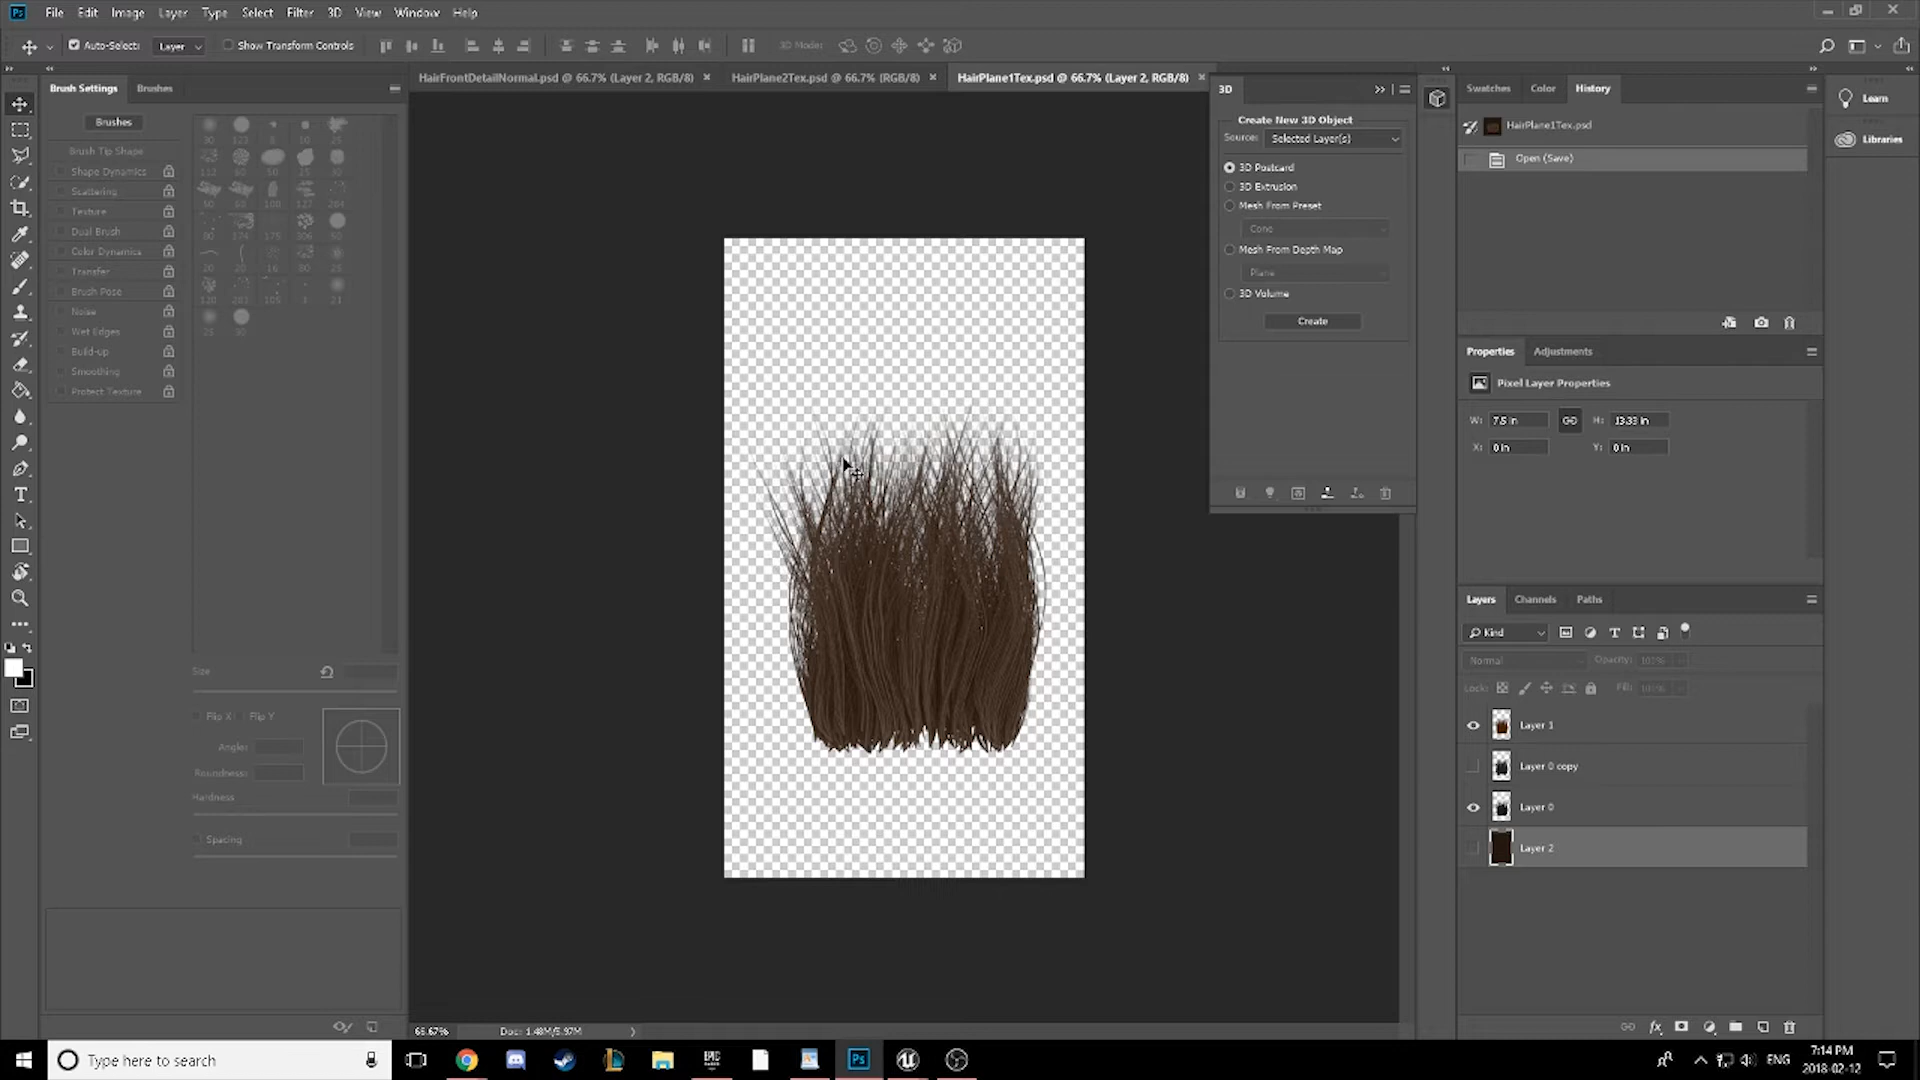 Ps File Edit Image Layer Type Select Filter 3D View Window Help
Auto-Select: Layer Show Transform Controls 3D Mode:
HairFrontDetailNormal.psd @ 66.7% (Layer 2, RGB/8) HairPlane2Tex.psd @ 66.7% (RGB/8) HairPlane1Tex.psd @ 66.7% (Layer 2, RGB/8)
Brush Settings Brushes
Brushes
Brush Tip Shape
Shape Dynamics
Scattering
Texture
Dual Brush
Color Dynamics
Transfer
Brush Pose
Noise
Wet Edges
Build-up
Smoothing
Protect Texture
Size
Flip X Flip Y
Angle:
Roundness:
Hardness
Spacing
3D
Create New 3D Object
Source: Selected Layer(s)
3D Postcard
3D Extrusion
Mesh From Preset
Cone
Mesh From Depth Map
Plane
3D Volume
Create
Swatches Color History
HairPlane1Tex.psd
Open (Save)
Properties Adjustments
Pixel Layer Properties
W: 7.5 in H: 13.33 in
X: 0 in Y: 0 in
Layers Channels Paths
Kind
Normal Opacity: 100%
Lock: Fill: 100%
Layer 1
Layer 0 copy
Layer 0
Layer 2
Learn
Libraries
66.67% Doc: 1.48M/5.97M
Type here to search
EPIC
Ps
ENG
7:14 PM
2018-02-12